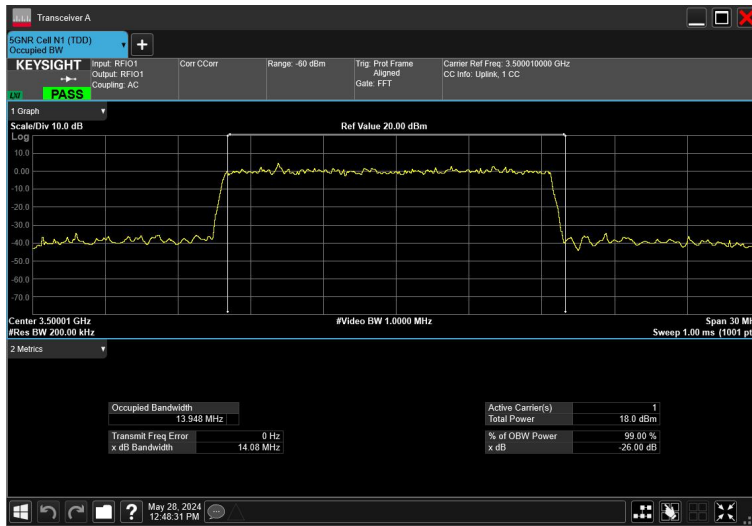 Transceiver A
5GNR Cell N1 (TDD)
Occupied BW
KEYSIGHT
LXI
PASS
Input: RFIO1
Output: RFIO1
Coupling: AC
Corr CCorr
Range: -60 dBm
Trig: Prot Frame
Aligned
Gate: FFT
Carrier Ref Freq: 3.500010000 GHz
CC Info: Uplink, 1 CC
1 Graph
Scale/Div 10.0 dB
Ref Value 20.00 dBm
Log
10.0
0.00
-10.0
-20.0
-30.0
-40.0
-50.0
-60.0
-70.0
Center 3.50001 GHz
#Video BW 1.0000 MHz
Span 30 MH
#Res BW 200.00 kHz
Sweep 1.00 ms (1001 pt
2 Metrics
Occupied Bandwidth
13.948 MHz
Transmit Freq Error 0 Hz
x dB Bandwidth 14.08 MHz
Active Carrier(s) 1
Total Power 18.0 dBm
% of OBW Power 99.00 %
x dB -26.00 dB
?
May 28, 2024
12:48:31 PM